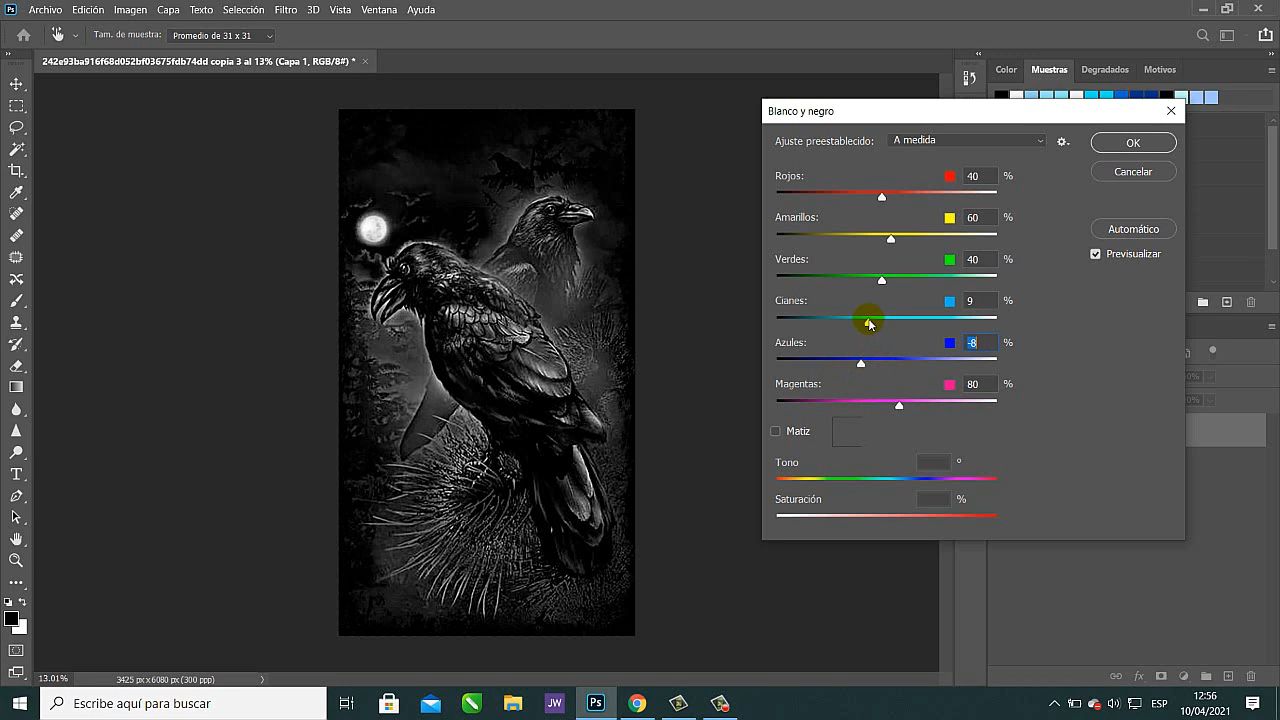 Ps Archivo Edición Imagen Capa Texto Selección Filtro 3D Vista Ventana Ayuda
Tam. de muestra: Promedio de 31 x 31
242e93ba916f68d052bf03675fdb74dd copia 3 al 13% (Capa 1, RGB/8#) *
Color Muestras Degradados Motivos
Blanco y negro
Ajuste preestablecido: A medida
OK
Cancelar
Automático
Previsualizar
Rojos: 40 %
Amarillos: 60 %
Verdes: 40 %
Cianes: 9 %
Azules: -8 %
Magentas: 80 %
Matiz
Tono º
Saturación %
13.01% 3425 px x 6080 px (300 ppp)
Escribe aquí para buscar
JW
Ps
ESP
12:56
10/04/2021